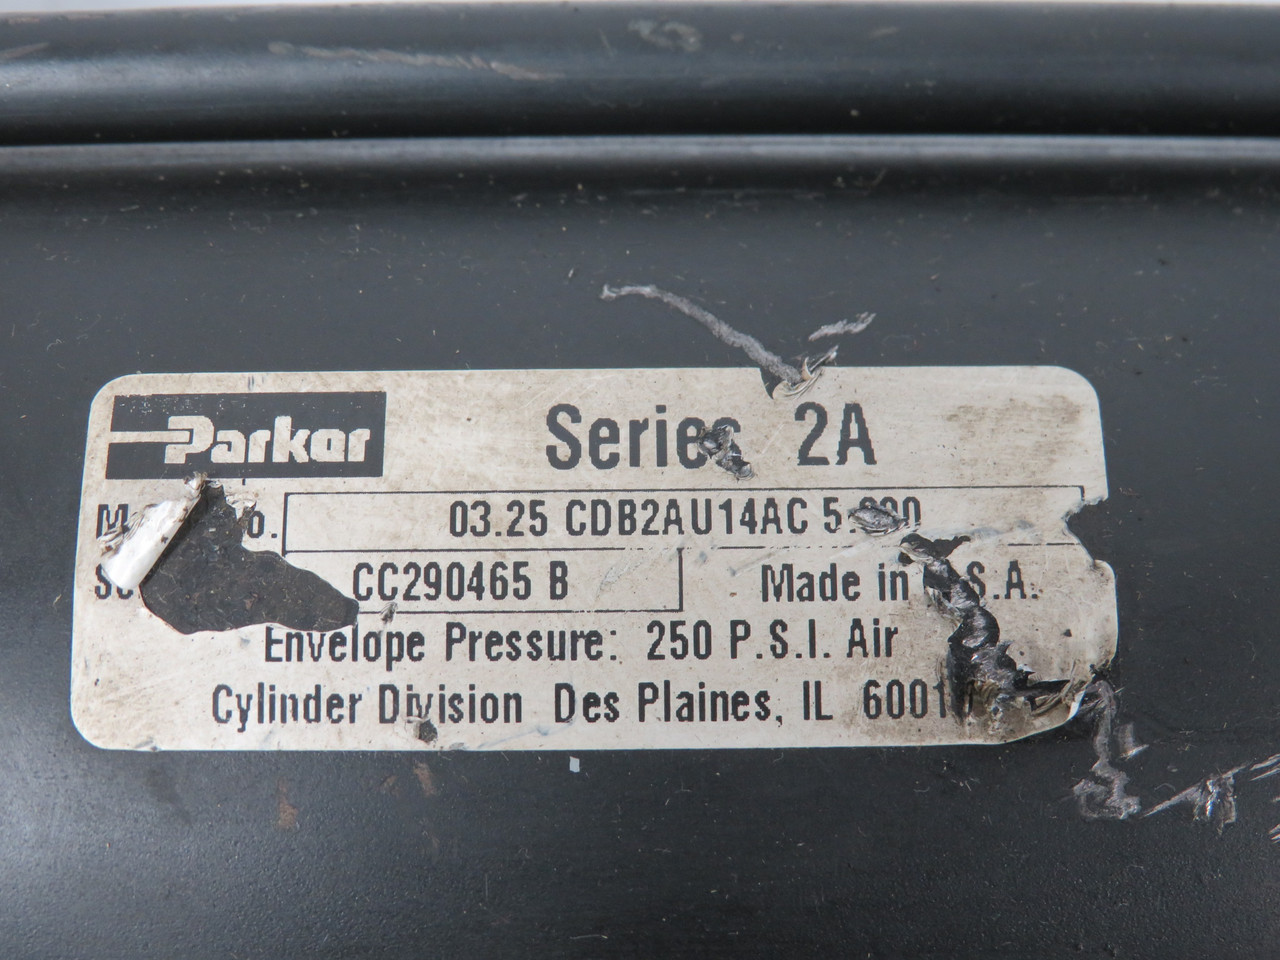 Parker
Series 2A
03.25 CDB2AU14AC
CC290465 B
Made in
Envelope Pressure: 250 P.S.I. Air
Cylinder Division Des Plaines, IL